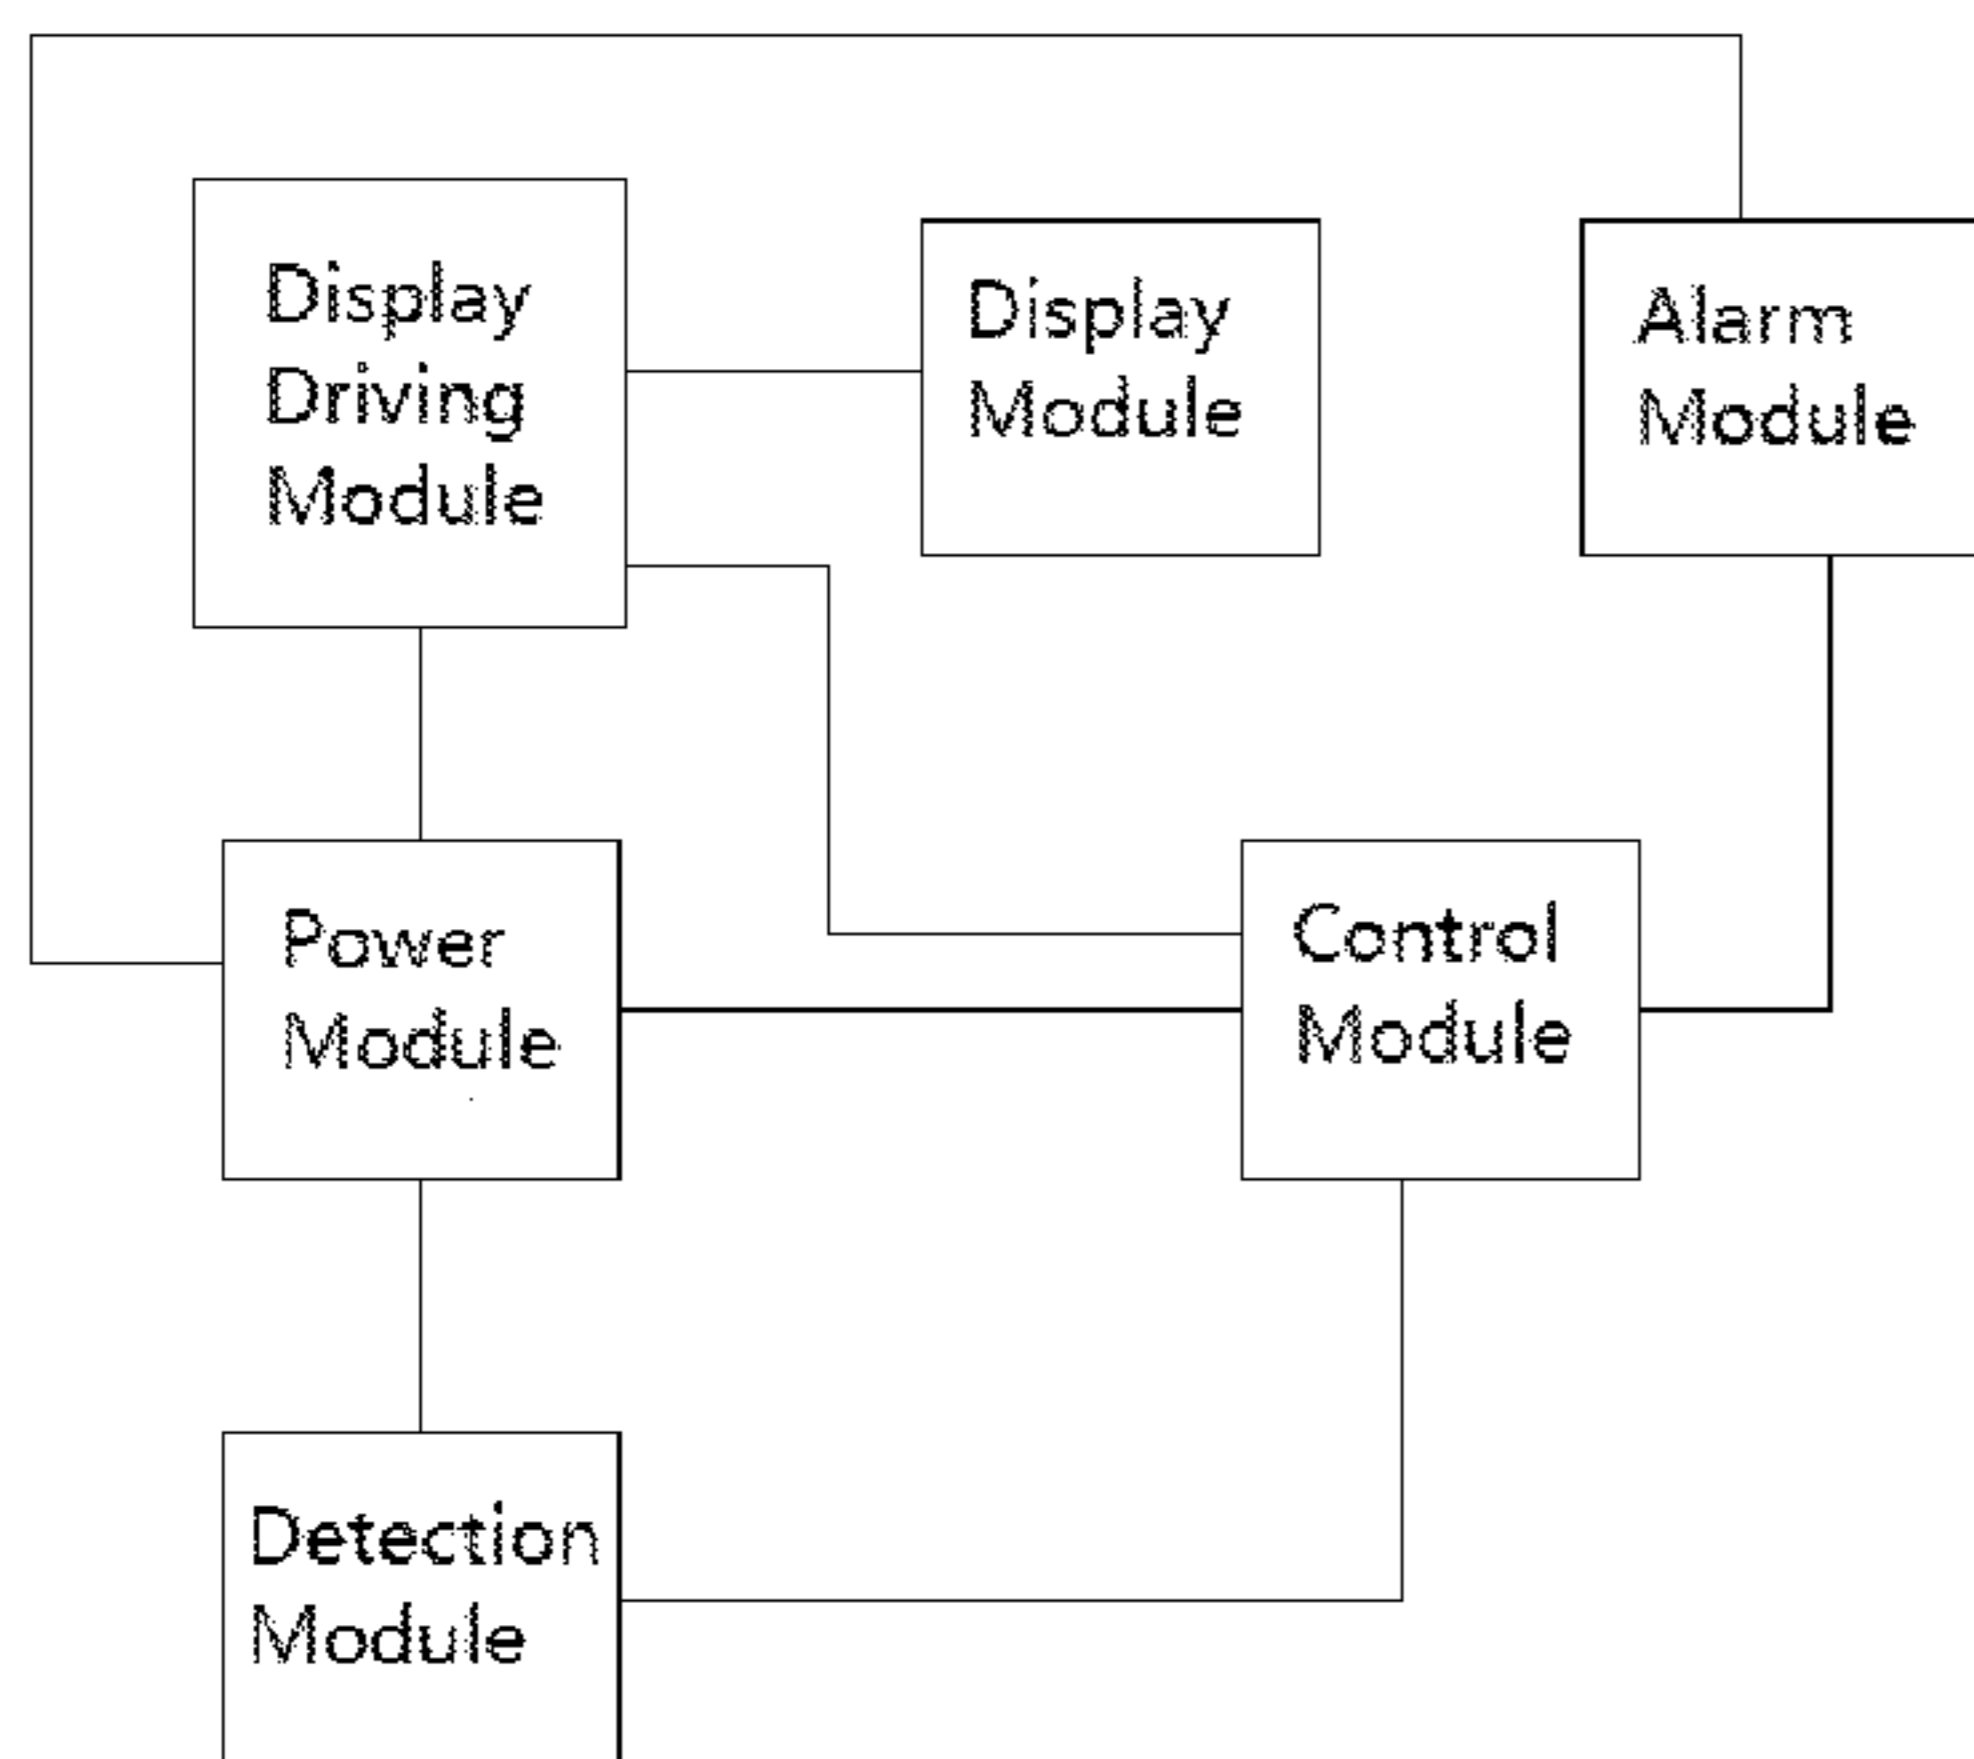 Display
Driving
Module
Display
Module
Alarm
Module
Power
Module
Control
Module
Detection
Module